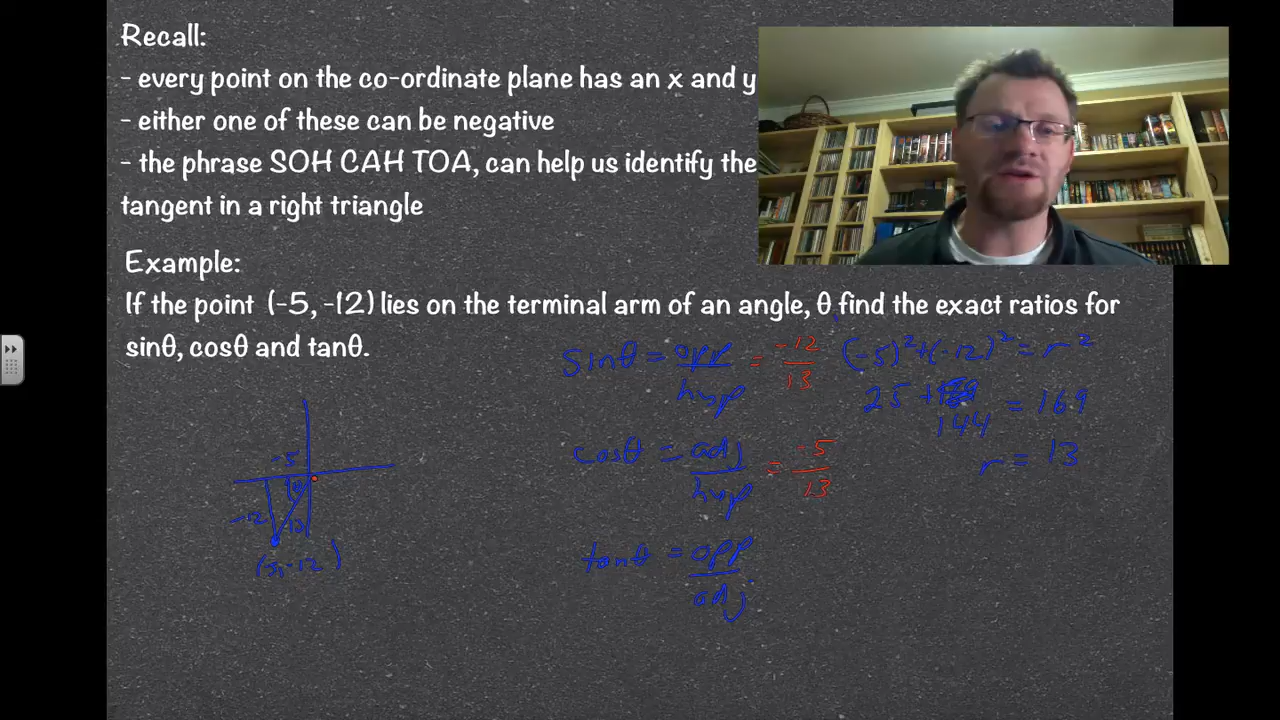 Recall:
- every point on the co-ordinate plane has an x and y
- either one of these can be negative
- the phrase SOH CAH TOA, can help us identify the
tangent in a right triangle
Example:
If the point (-5, -12) lies on the terminal arm of an angle, θ find the exact ratios for
sinθ, cosθ and tanθ.
sinθ = opp/hyp = -12/13
(-5)² + (-12)² = r²
25 + 144 = 169
r = 13
cosθ = adj/hyp = -5/13
tanθ = opp/adj
-5
θ
-12
13
(-5, -12)